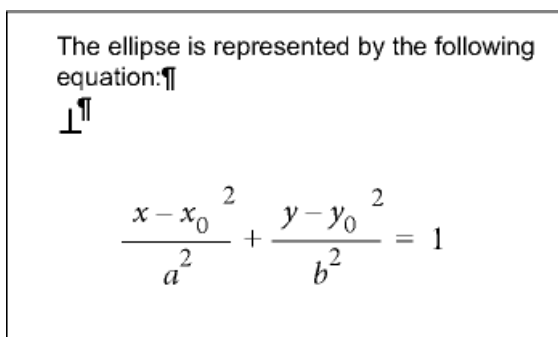 The ellipse is represented by the following
equation:¶
⊥¶
x − x₀ ² / a² + y − y₀ ² / b² = 1